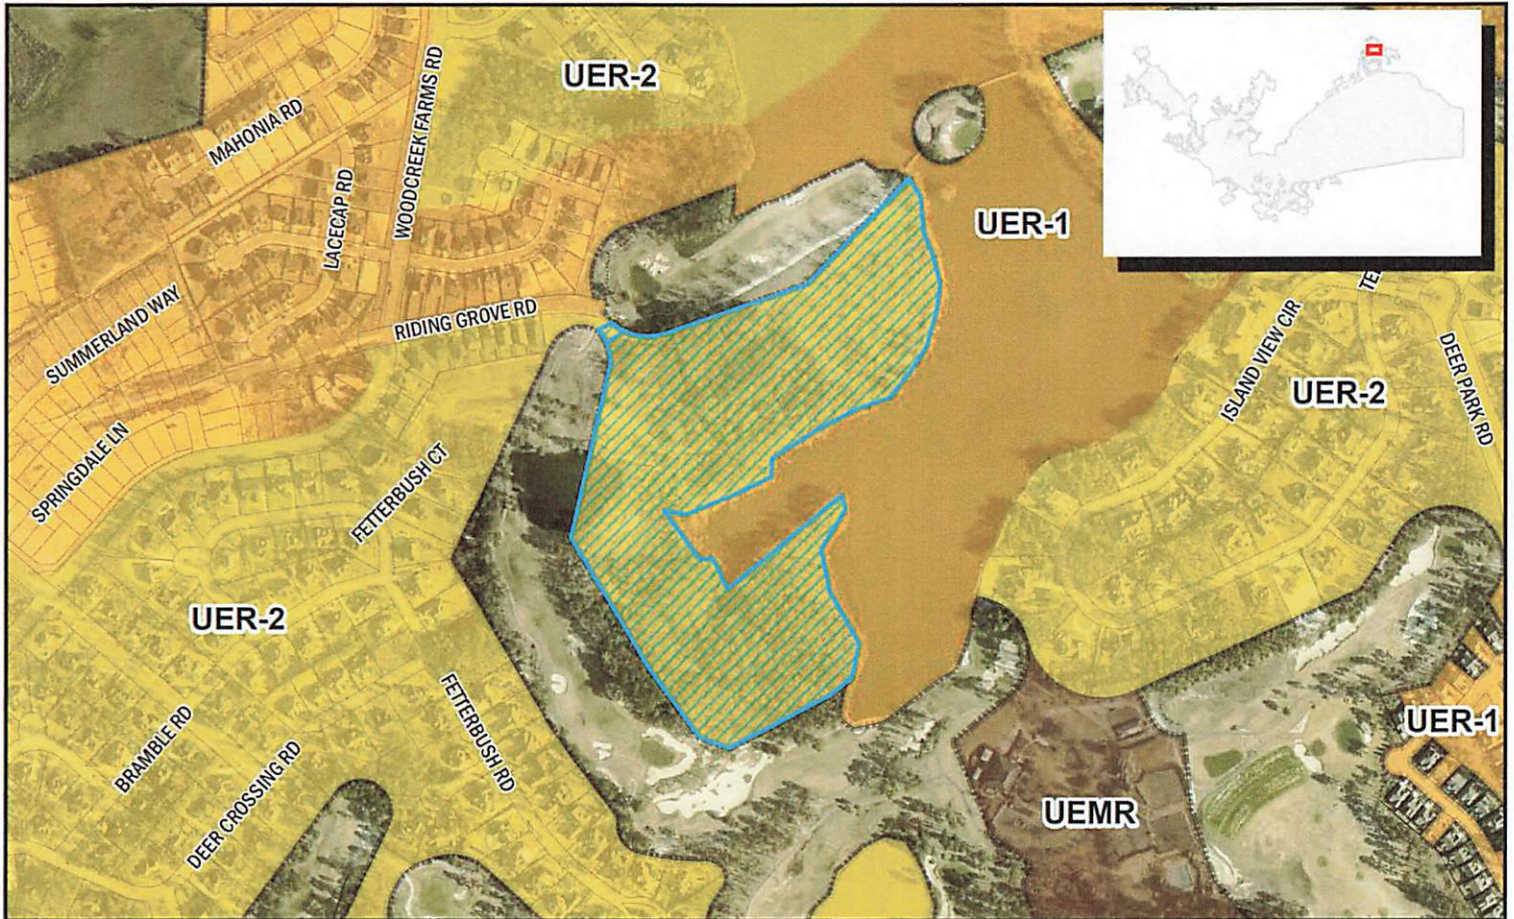 UER-2
MAHONIA RD
WOODCREEK FARMS RD
LACECAP RD
UER-1
SUMMERLAND WAY
RIDING GROVE RD
ISLAND VIEW CIR
UER-2
DEER PARK RD
SPRINGDALE LN
FETTERBUSH CT
UER-2
FETTERBUSH RD
BRAMBLE RD
DEER CROSSING RD
UER-1
UEMR